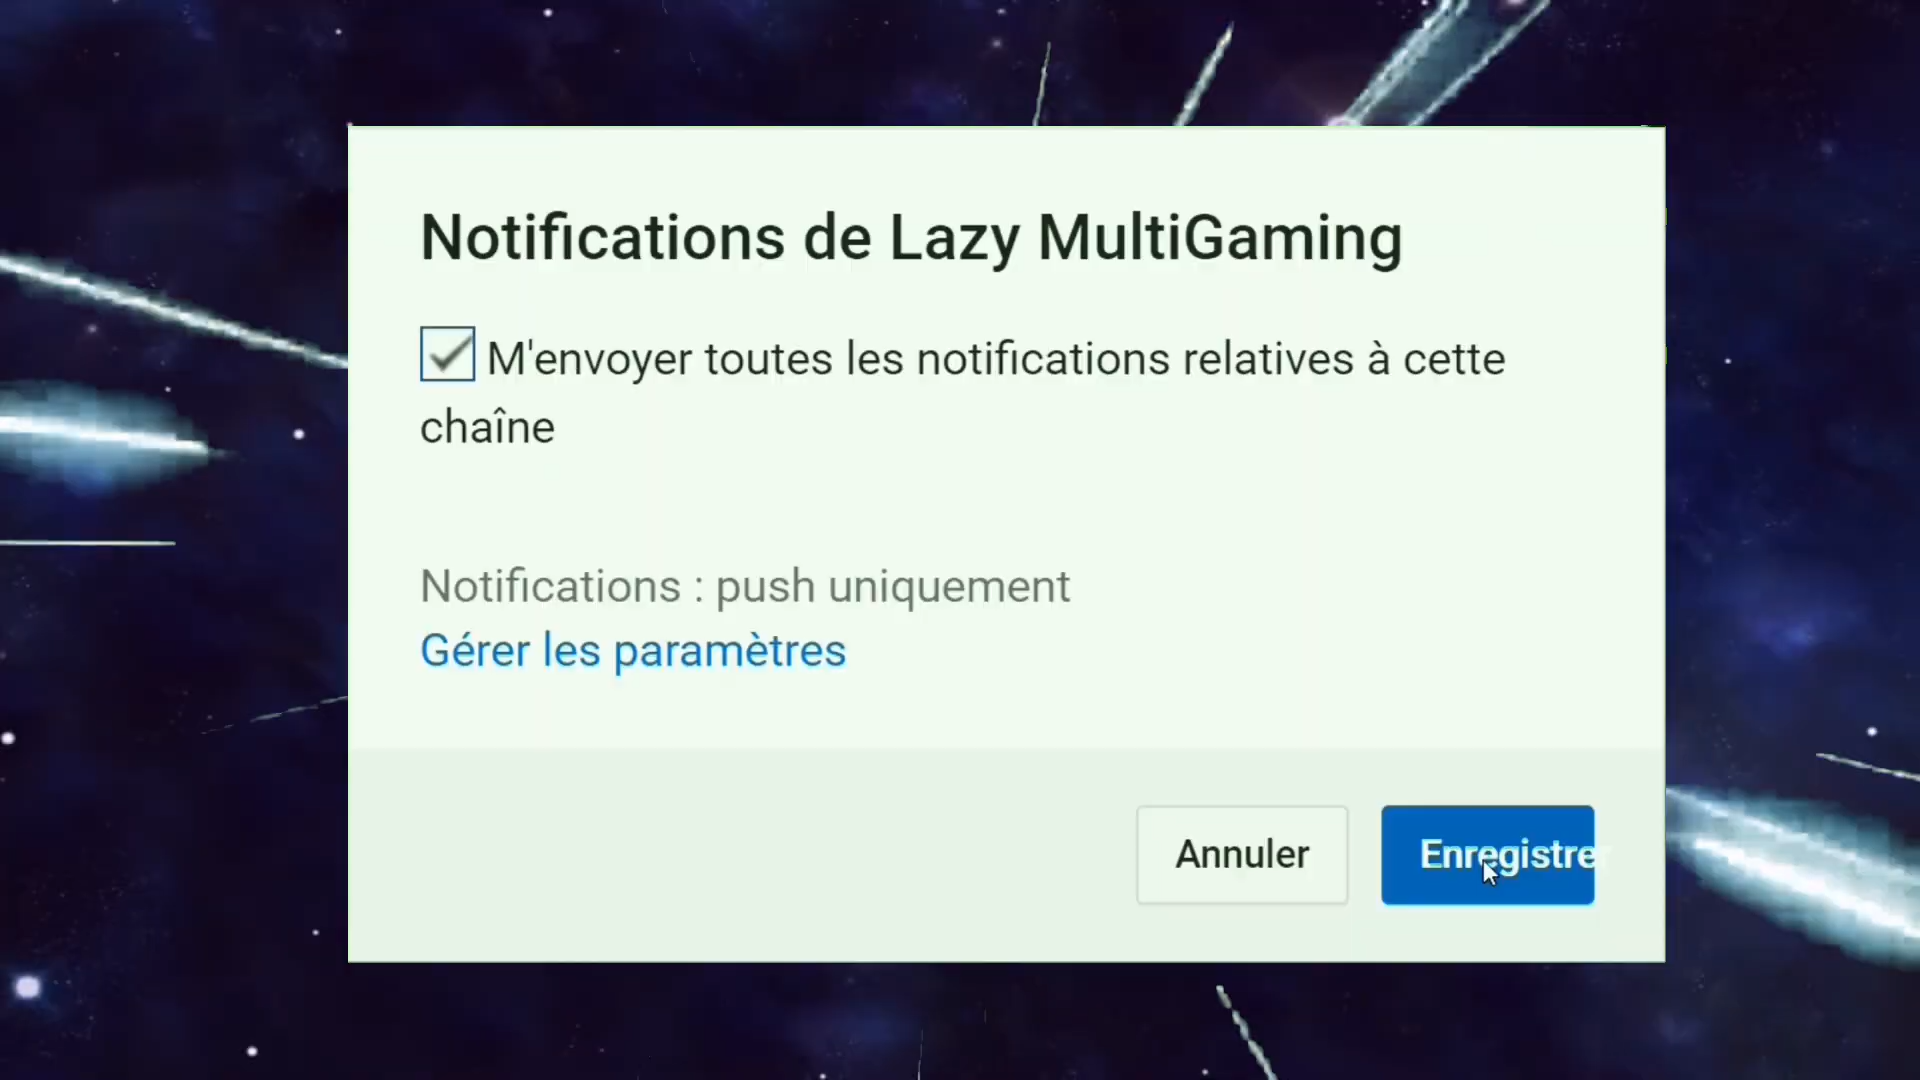 Notifications de Lazy MultiGaming
M'envoyer toutes les notifications relatives à cette
chaîne
Notifications : push uniquement
Gérer les paramètres
Annuler
Enregistrer